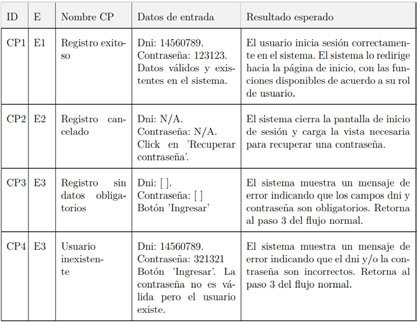 ID E Nombre CP Datos de entrada Resultado esperado
CP1 E1 Registro exito-
so
Dni: 14560789.
Contraseña: 123123.
Datos válidos y exis-
tentes en el sistema.
El usuario inicia sesión correctamen-
te en el sistema. El sistema lo redirige
hacia la página de inicio, con las fun-
ciones disponibles de acuerdo a su rol
de usuario.
CP2 E2 Registro can-
celado
Dni: N/A.
Contraseña: N/A.
Click en 'Recuperar
contraseña'.
El sistema cierra la pantalla de inicio
de sesión y carga la vista necesaria
para recuperar una contraseña.
CP3 E3 Registro sin
datos obliga-
torios
Dni: [ ].
Contraseña: [ ]
Botón 'Ingresar'
El sistema muestra un mensaje de
error indicando que los campos dni y
contraseña son obligatorios. Retorna
al paso 3 del flujo normal.
CP4 E3 Usuario
inexisten-
te
Dni: 14560789.
Contraseña: 321321
Botón 'Ingresar'. La
contraseña no es vá-
lida pero el usuario
existe.
El sistema muestra un mensaje de
error indicando que el dni y/o la con-
traseña son incorrectos. Retorna al
paso 3 del flujo normal.